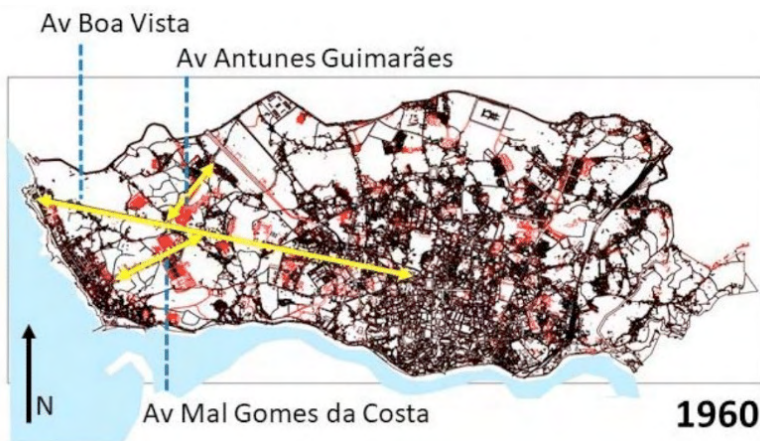 Av Boa Vista
Av Antunes Guimarães
N
Av Mal Gomes da Costa
1960